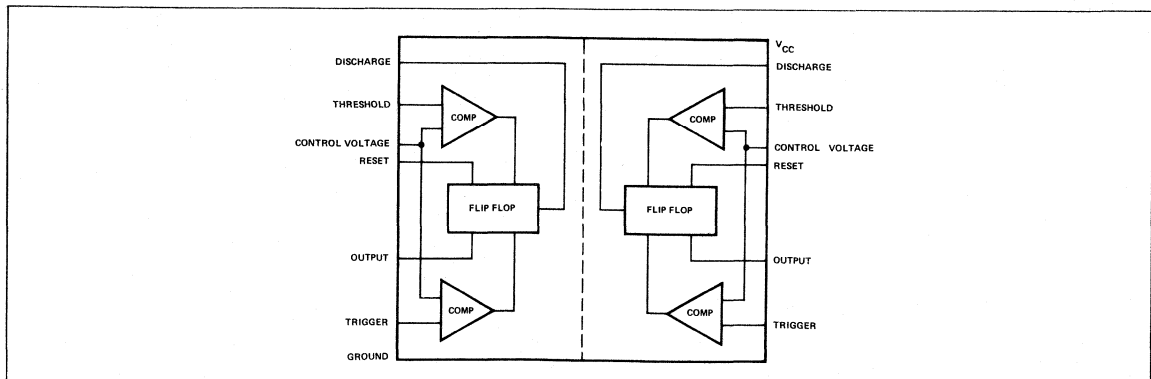 DISCHARGE
THRESHOLD
CONTROL VOLTAGE
RESET
OUTPUT
TRIGGER
GROUND
COMP
FLIP FLOP
COMP
COMP
FLIP FLOP
COMP
VCC
DISCHARGE
THRESHOLD
CONTROL VOLTAGE
RESET
OUTPUT
TRIGGER